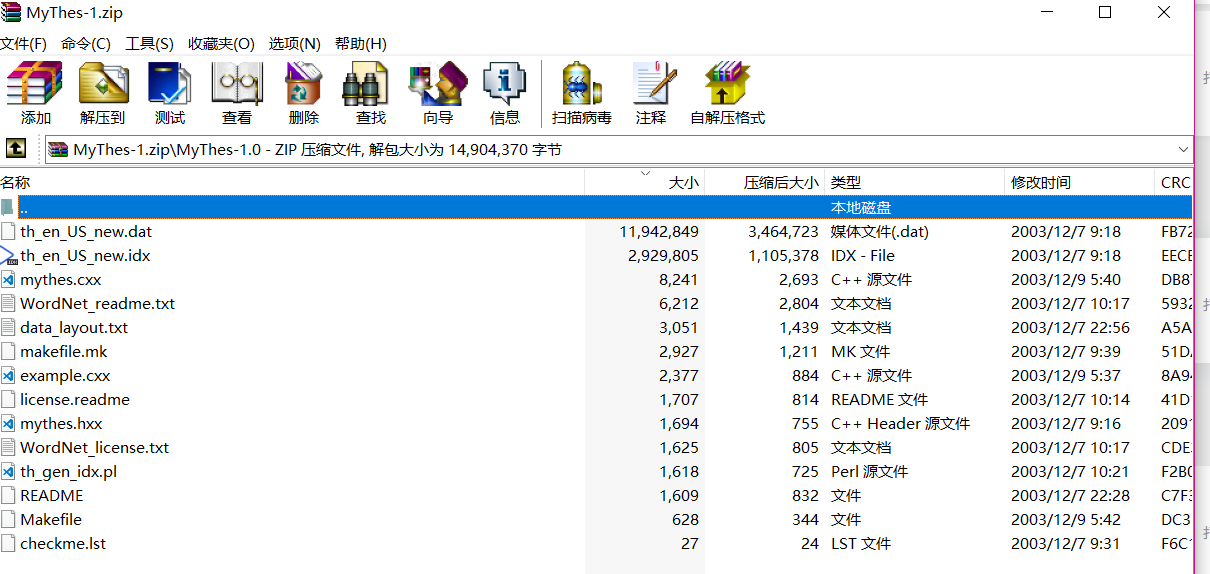 MyThes-1.zip
文件(F) 命令(C) 工具(S) 收藏夹(O) 选项(N) 帮助(H)
添加 解压到 测试 查看 删除 查找 向导 信息 扫描病毒 注释 自解压格式
MyThes-1.zip\MyThes-1.0 - ZIP 压缩文件, 解包大小为 14,904,370 字节
名称 大小 压缩后大小 类型 修改时间 CRC
.. 本地磁盘
th_en_US_new.dat 11,942,849 3,464,723 媒体文件(.dat) 2003/12/7 9:18 FB72
th_en_US_new.idx 2,929,805 1,105,378 IDX - File 2003/12/7 9:18 EECE
mythes.cxx 8,241 2,693 C++ 源文件 2003/12/9 5:40 DB8
WordNet_readme.txt 6,212 2,804 文本文档 2003/12/7 10:17 5932
data_layout.txt 3,051 1,439 文本文档 2003/12/7 22:56 A5A
makefile.mk 2,927 1,211 MK 文件 2003/12/7 9:39 51D
example.cxx 2,377 884 C++ 源文件 2003/12/9 5:37 8A9
license.readme 1,707 814 README 文件 2003/12/7 10:14 41D
mythes.hxx 1,694 755 C++ Header 源文件 2003/12/7 9:16 209
WordNet_license.txt 1,625 805 文本文档 2003/12/7 10:17 CDE
th_gen_idx.pl 1,618 725 Perl 源文件 2003/12/7 10:21 F2B
README 1,609 832 文件 2003/12/7 22:28 C7F
Makefile 628 344 文件 2003/12/9 5:42 DC3
checkme.lst 27 24 LST 文件 2003/12/7 9:31 F6C